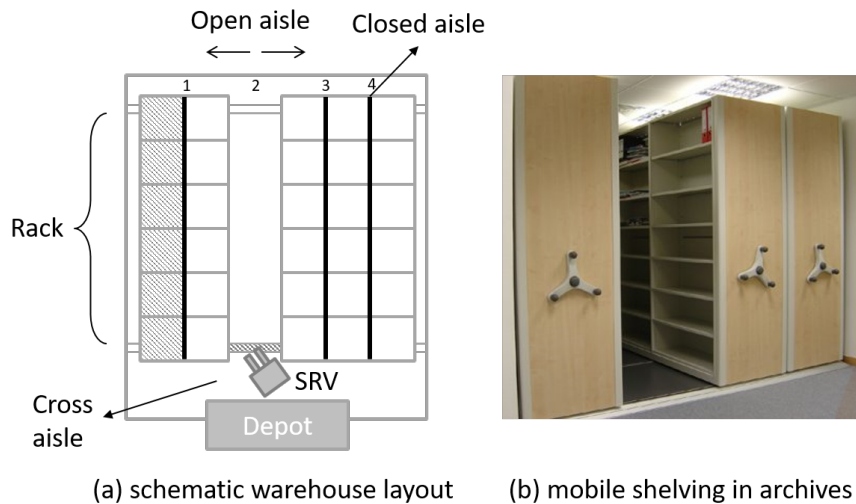 Open aisle
Closed aisle
1
2
3
4
Rack
SRV
Cross
aisle
Depot
(a) schematic warehouse layout
(b) mobile shelving in archives